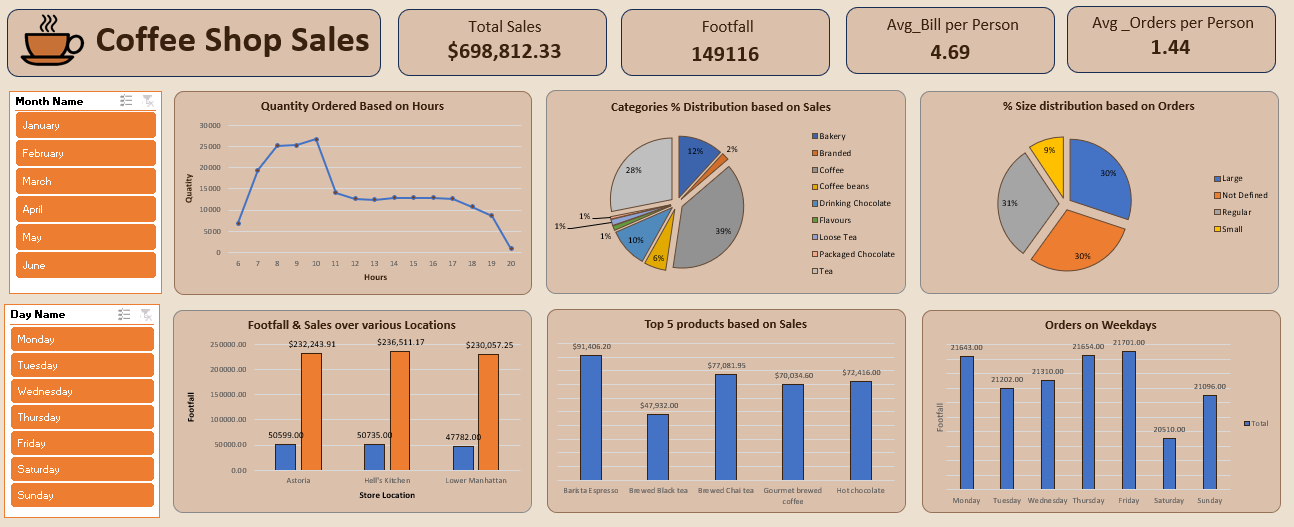 Coffee Shop Sales
Total Sales
$698,812.33
Footfall
149116
Avg_Bill per Person
4.69
Avg _Orders per Person
1.44
Month Name
January
February
March
April
May
June
Quantity Ordered Based on Hours
Quatity
30000
25000
20000
15000
10000
5000
0
6 7 8 9 10 11 12 13 14 15 16 17 18 19 20
Hours
Categories % Distribution based on Sales
12%
2%
39%
6%
10%
1%
1%
1%
28%
Bakery
Branded
Coffee
Coffee beans
Drinking Chocolate
Flavours
Loose Tea
Packaged Chocolate
Tea
% Size distribution based on Orders
30%
30%
31%
9%
Large
Not Defined
Regular
Small
Day Name
Monday
Tuesday
Wednesday
Thursday
Friday
Saturday
Sunday
Footfall & Sales over various Locations
Footfall
250000.00
200000.00
150000.00
100000.00
50000.00
0.00
$232,243.91 $236,511.17 $230,057.25
50599.00 50735.00 47782.00
Astoria Hell's Kitchen Lower Manhattan
Store Location
Top 5 products based on Sales
$91,406.20
$47,932.00
$77,081.95
$70,034.60
$72,416.00
Barista Espresso Brewed Black tea Brewed Chai tea Gourmet brewed coffee Hot chocolate
Orders on Weekdays
Footfall
21643.00
21202.00
21310.00
21654.00
21701.00
20510.00
21096.00
Monday Tuesday Wednesday Thursday Friday Saturday Sunday
Total